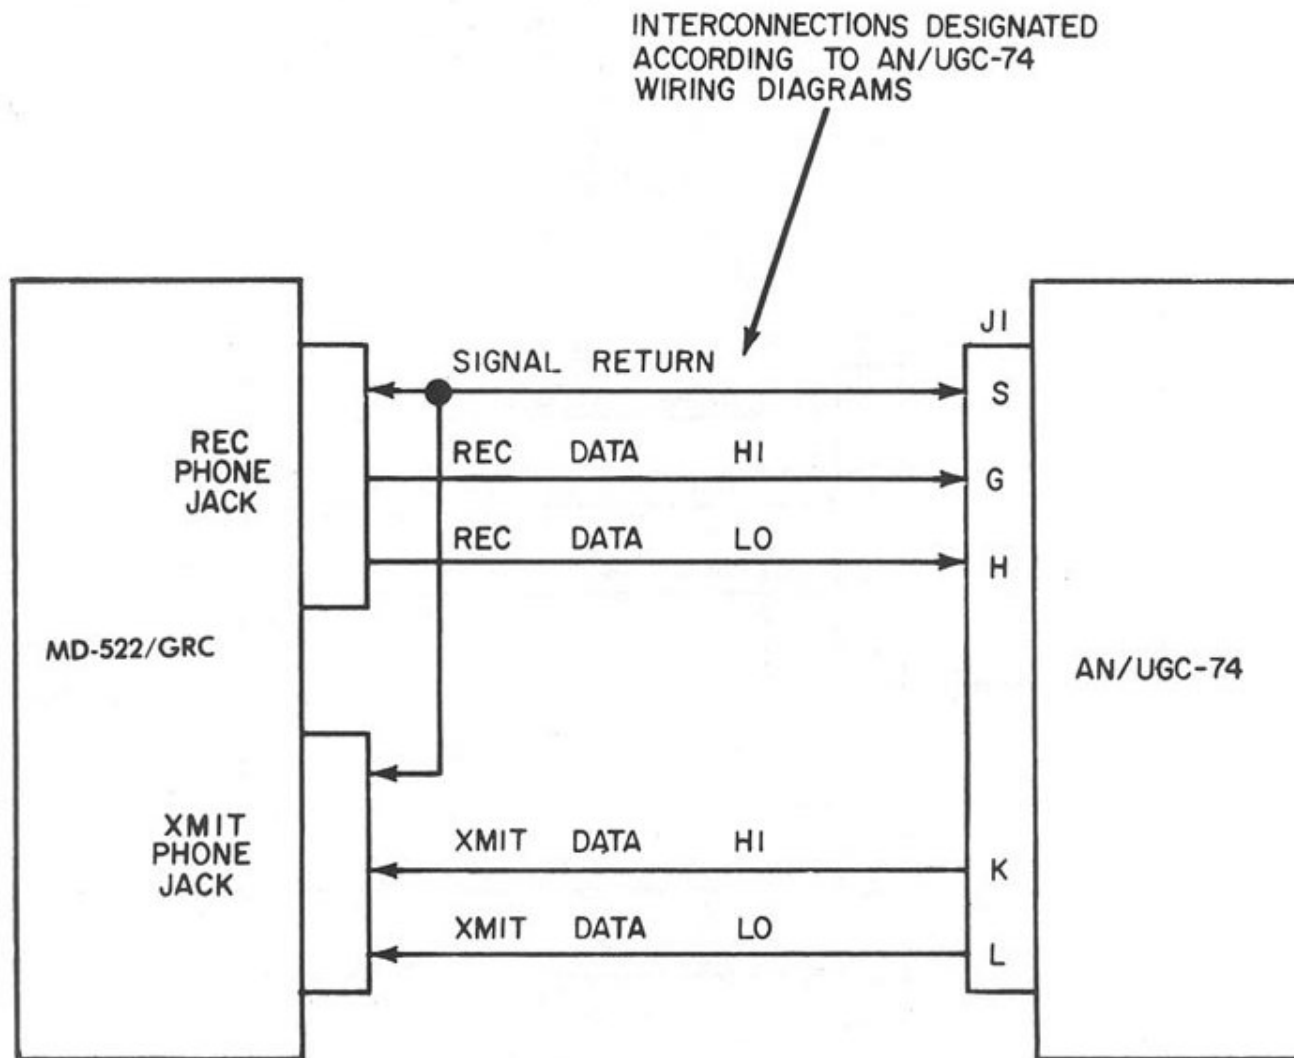 INTERCONNECTIONS DESIGNATED
ACCORDING TO AN/UGC-74
WIRING DIAGRAMS
J1
SIGNAL RETURN
S
REC
PHONE
JACK
REC DATA HI
G
REC DATA LO
H
MD-522/GRC
AN/UGC-74
XMIT
PHONE
JACK
XMIT DATA HI
K
XMIT DATA LO
L